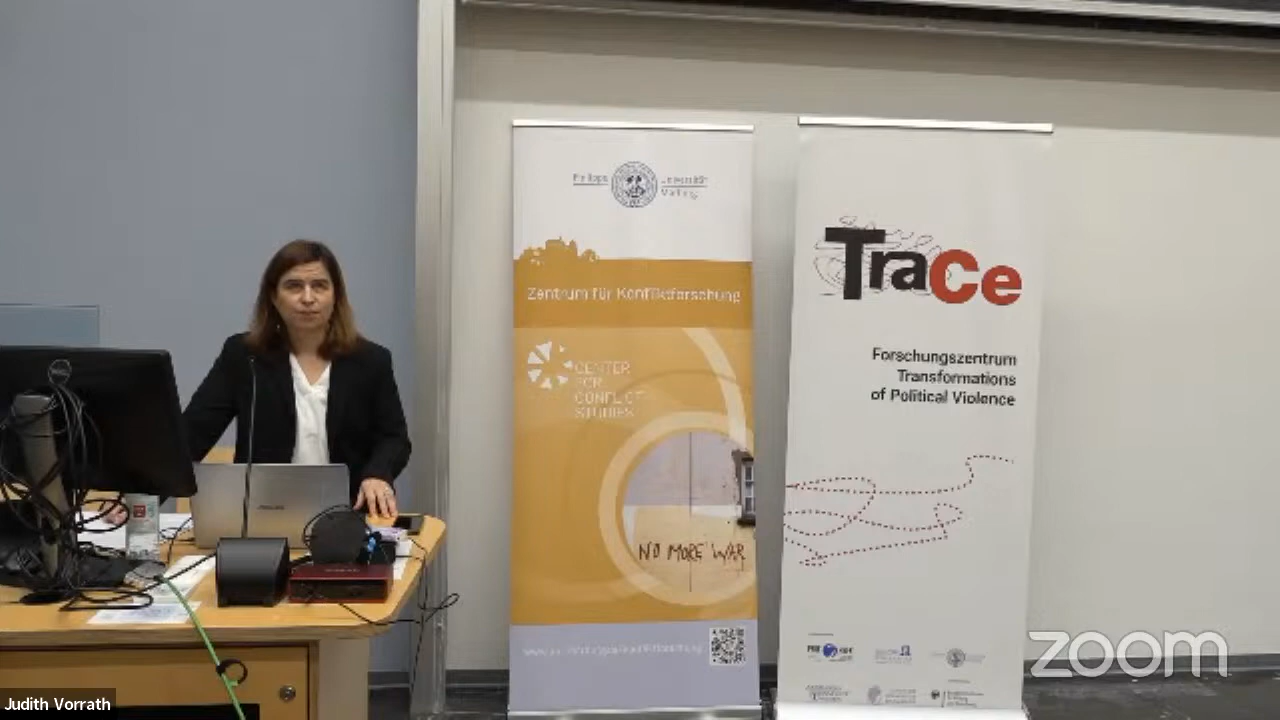 Philipps
Universität
Marburg
Zentrum für Konfliktforschung
CENTER
FOR
CONFLICT
STUDIES
NO MORE WAR
TraCe
Forschungszentrum
Transformations
of Political Violence
zoom
Judith Vorrath